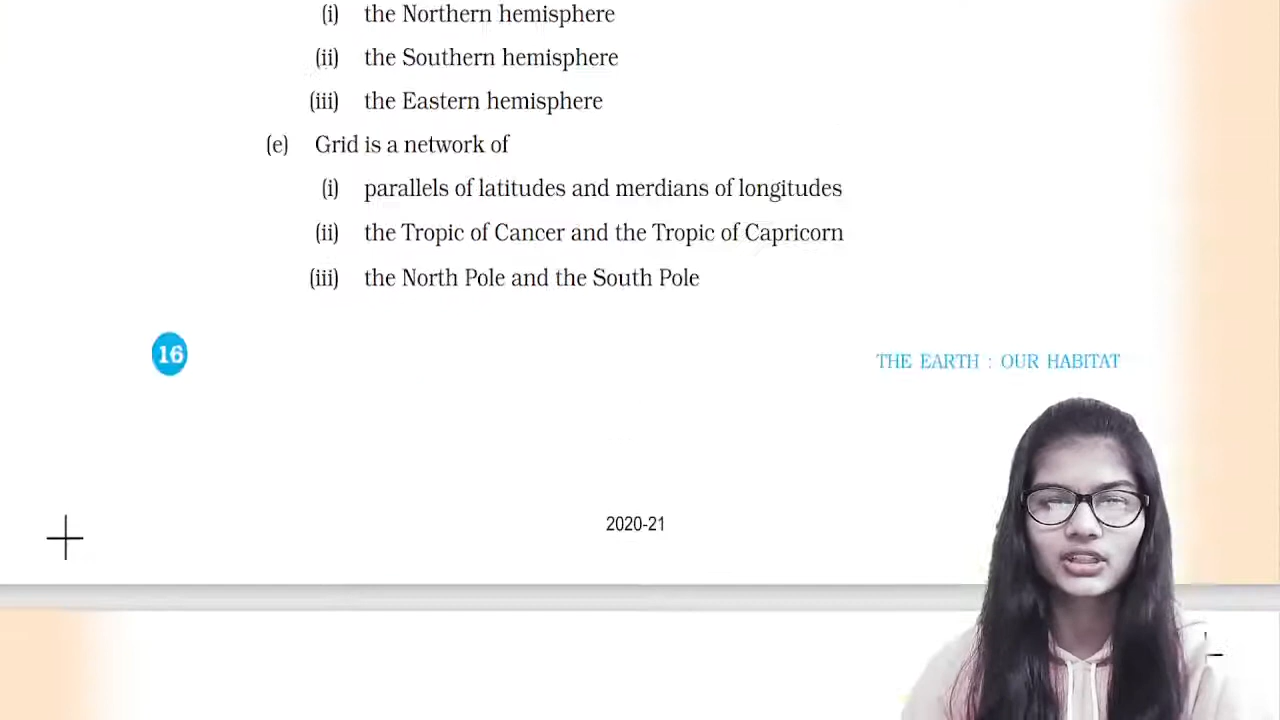 (i) the Northern hemisphere
(ii) the Southern hemisphere
(iii) the Eastern hemisphere
(e) Grid is a network of
(i) parallels of latitudes and merdians of longitudes
(ii) the Tropic of Cancer and the Tropic of Capricorn
(iii) the North Pole and the South Pole
16
THE EARTH : OUR HABITAT
2020-21